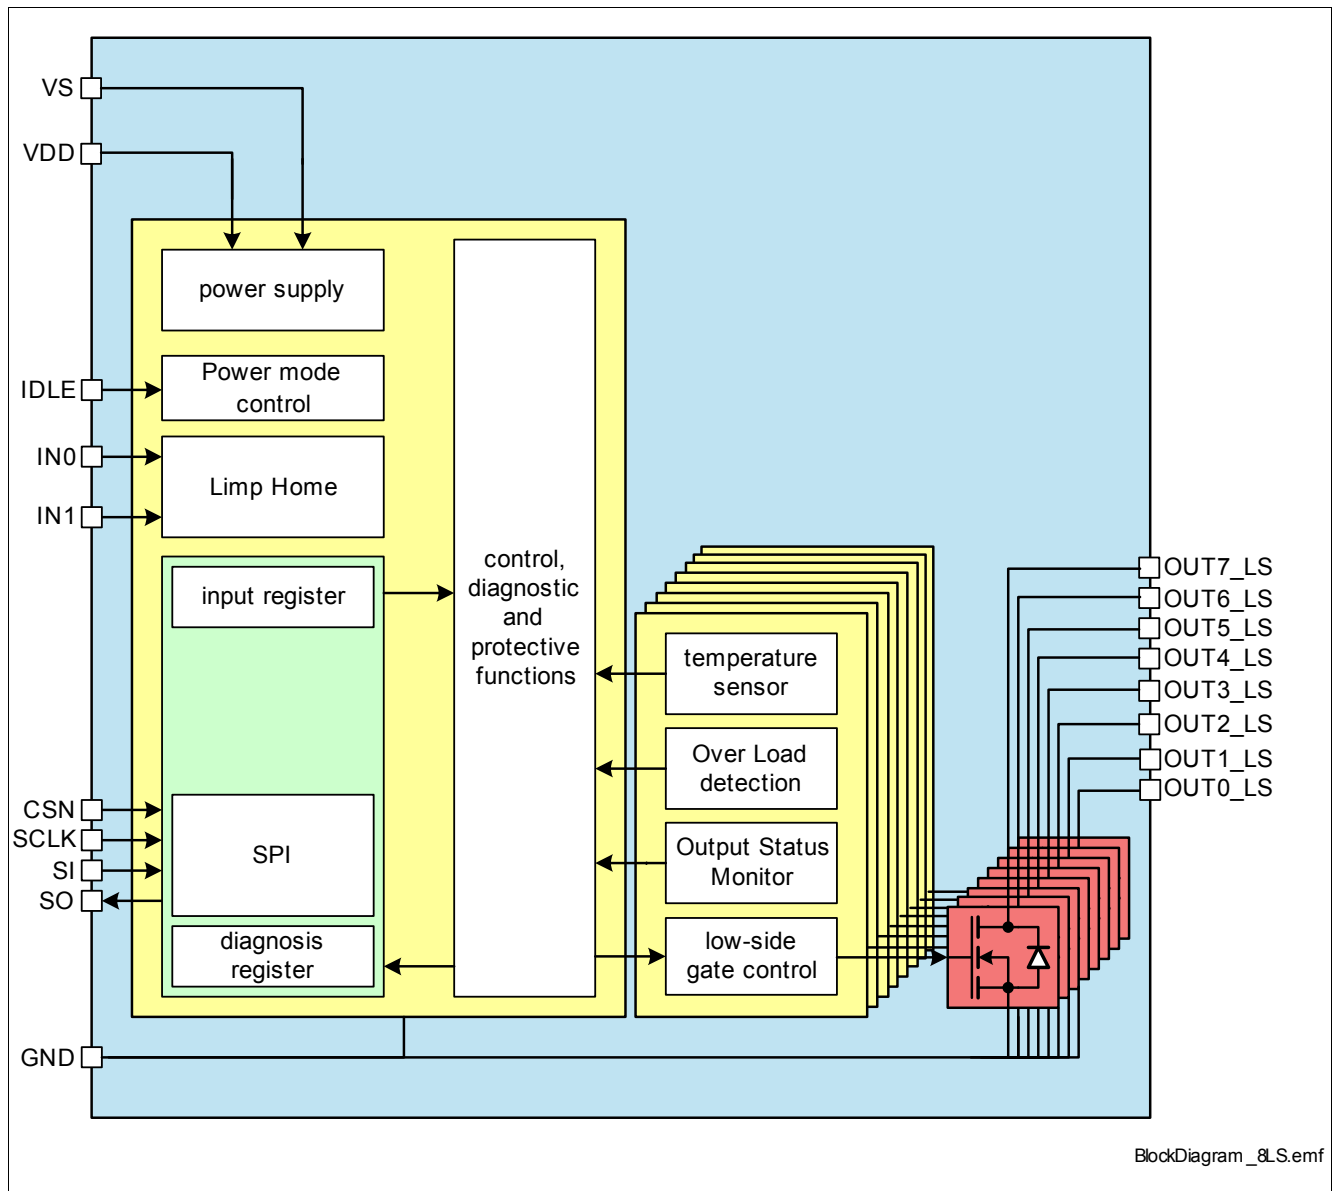 VS
VDD
power supply
IDLE
Power mode
control
IN0
IN1
Limp Home
input register
control,
diagnostic
and
protective
functions
temperature
sensor
Over Load
detection
Output Status
Monitor
low-side
gate control
OUT7_LS
OUT6_LS
OUT5_LS
OUT4_LS
OUT3_LS
OUT2_LS
OUT1_LS
OUT0_LS
CSN
SCLK
SI
SO
SPI
diagnosis
register
GND
BlockDiagram_8LS.emf